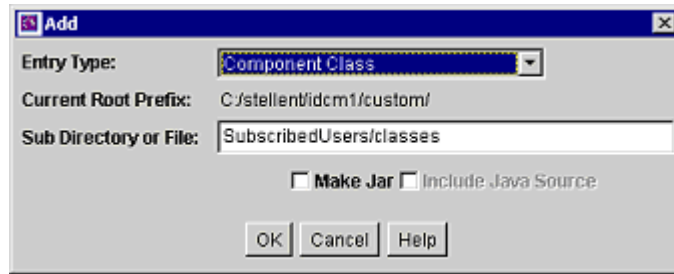 Add
Entry Type: Component Class
Current Root Prefix: C:/stellent/idcm1/custom/
Sub Directory or File: SubscribedUsers/classes
Make Jar Include Java Source
OK Cancel Help